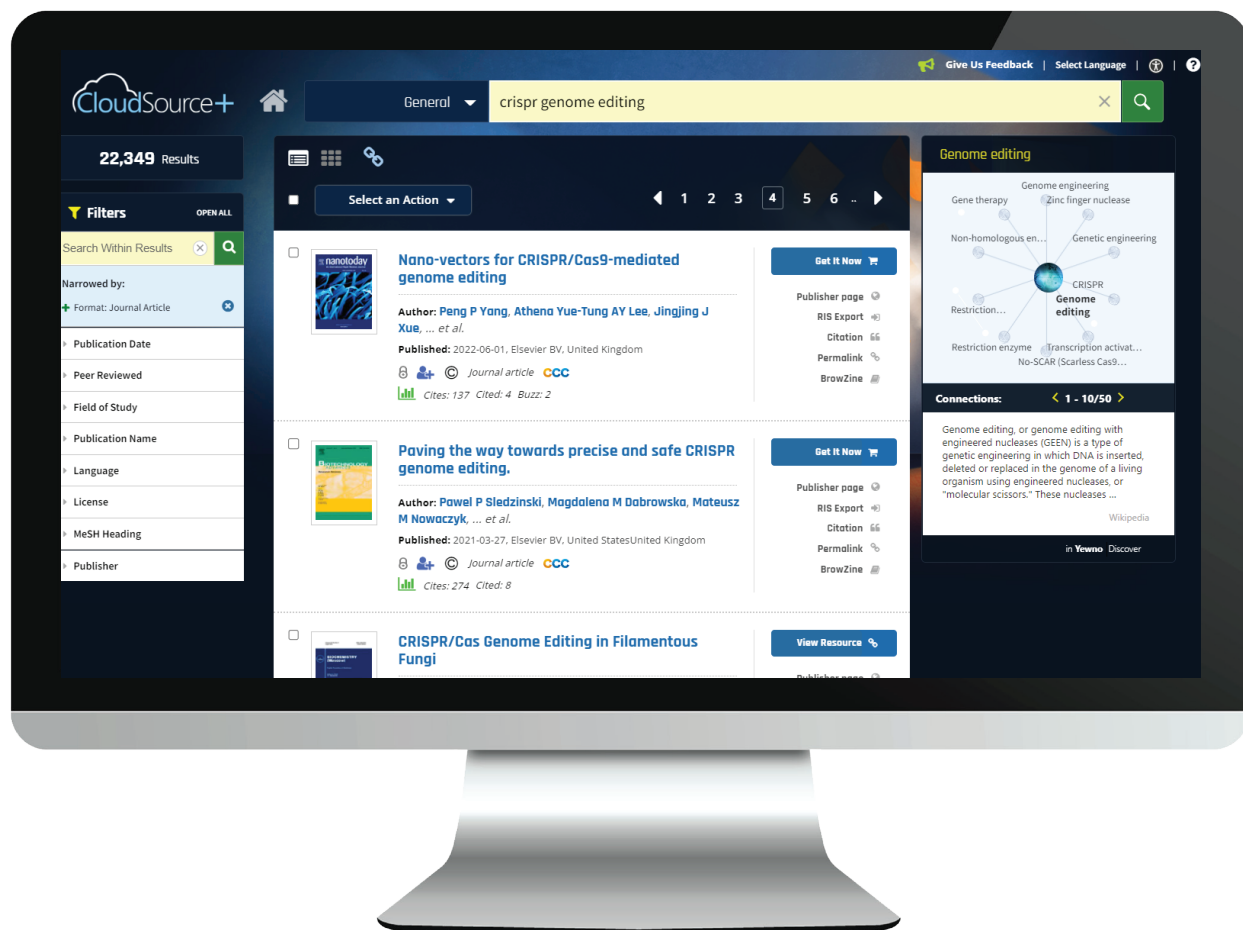 Give Us Feedback | Select Language | |
CloudSource+
General
crispr genome editing
22,349 Results
Filters
OPEN ALL
Search Within Results
Narrowed by:
+ Format: Journal Article
Publication Date
Peer Reviewed
Field of Study
Publication Name
Language
License
MeSH Heading
Publisher
Select an Action
1 2 3 4 5 6 ..
nanotoday
Nano-vectors for CRISPR/Cas9-mediated
genome editing
Author: Peng P Yang, Athena Yue-Tung AY Lee, Jingjing J
Xue, ... et al.
Published: 2022-06-01, Elsevier BV, United Kingdom
© Journal article CCC
Cites: 137 Cited: 4 Buzz: 2
Get It Now
Publisher page
RIS Export
Citation
Permalink
BrowZine
BIOTECHNOLOGY
Paving the way towards precise and safe CRISPR
genome editing.
Author: Pawel P Sledzinski, Magdalena M Dabrowska, Mateusz
M Nowaczyk, ... et al.
Published: 2021-03-27, Elsevier BV, United StatesUnited Kingdom
© Journal article CCC
Cites: 274 Cited: 8
Get It Now
Publisher page
RIS Export
Citation
Permalink
BrowZine
CRISPR/Cas Genome Editing in Filamentous
Fungi
View Resource
Publisher page
Genome editing
Genome engineering
Gene therapy
Zinc finger nuclease
Non-homologous en...
Genetic engineering
CRISPR
Genome
editing
Restriction...
Restriction enzyme
Transcription activat...
No-SCAR (Scarless Cas9...
Connections:
< 1 - 10/50 >
Genome editing, or genome editing with
engineered nucleases (GEEN) is a type of
genetic engineering in which DNA is inserted,
deleted or replaced in the genome of a living
organism using engineered nucleases, or
"molecular scissors." These nucleases ...
Wikipedia
in Yewno Discover